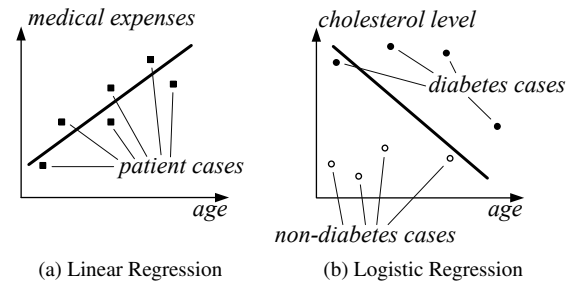 medical expenses
patient cases
age
(a) Linear Regression
cholesterol level
diabetes cases
age
non-diabetes cases
(b) Logistic Regression